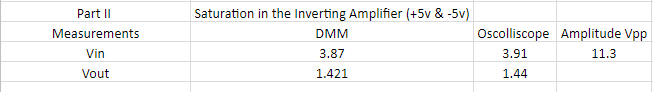 Part II Saturation in the Inverting Amplifier (+5v & -5v)
Measurements DMM Oscolliscope Amplitude Vpp
Vin 3.87 3.91 11.3
Vout 1.421 1.44